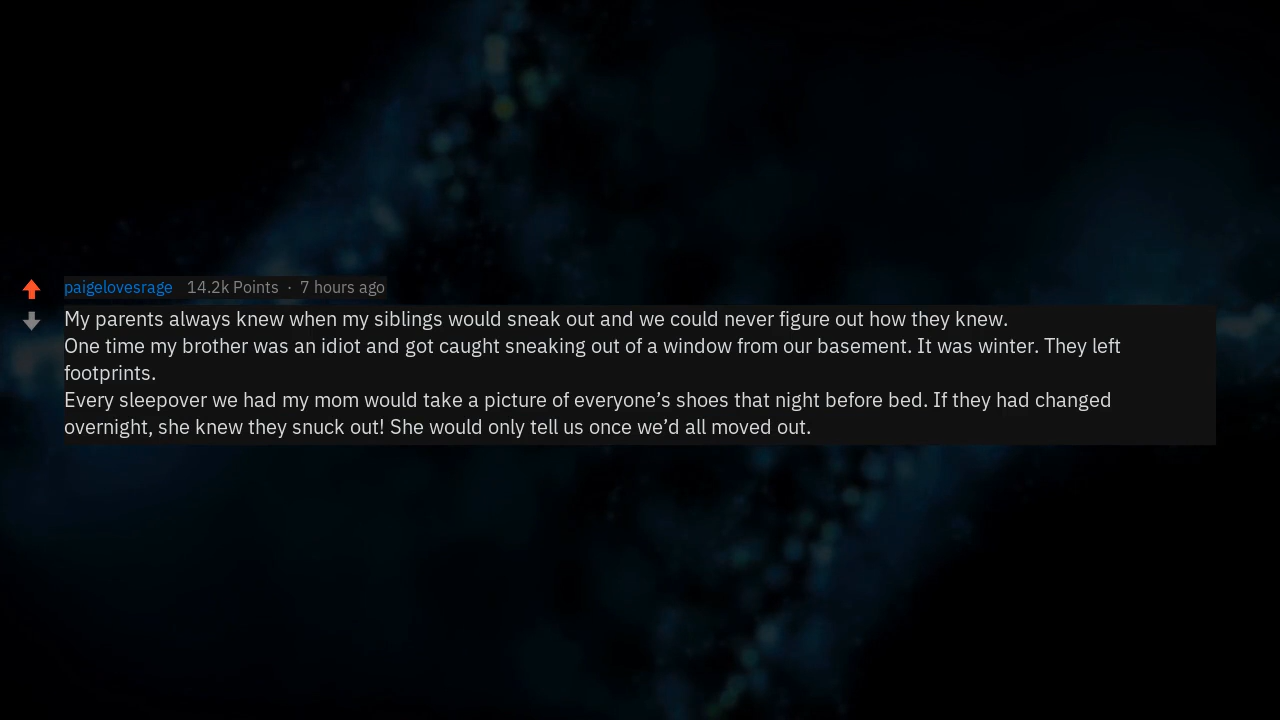 paigelovesrage 14.2k Points · 7 hours ago
My parents always knew when my siblings would sneak out and we could never figure out how they knew.
One time my brother was an idiot and got caught sneaking out of a window from our basement. It was winter. They left
footprints.
Every sleepover we had my mom would take a picture of everyone’s shoes that night before bed. If they had changed
overnight, she knew they snuck out! She would only tell us once we’d all moved out.